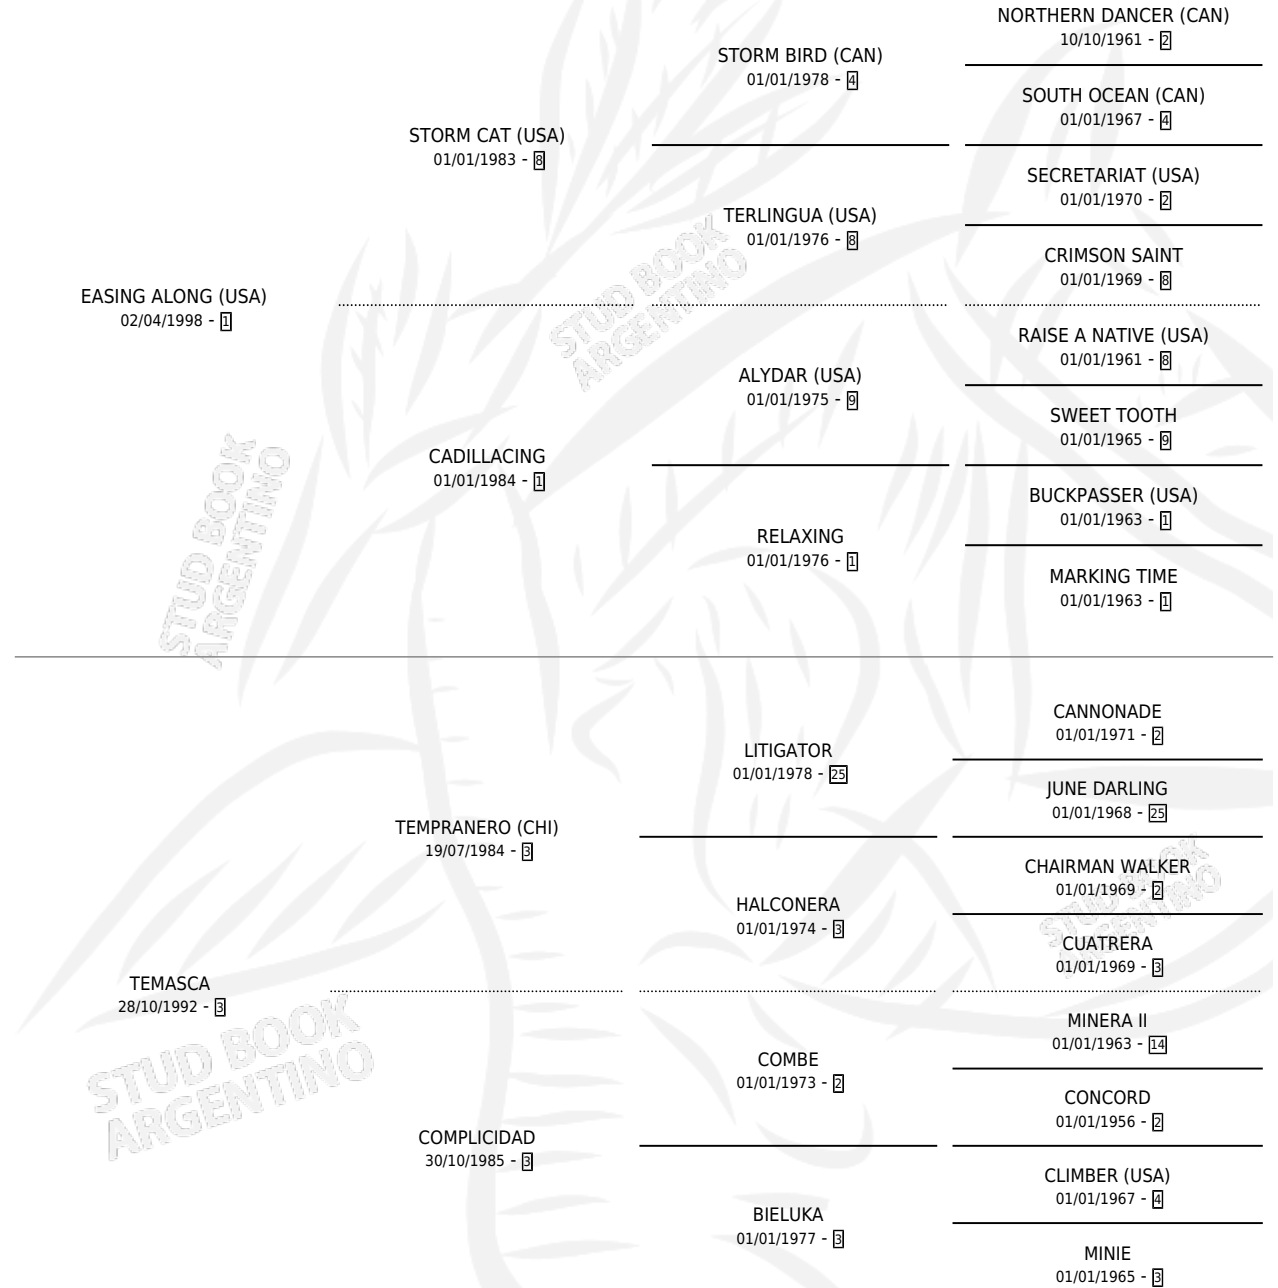 NORTHERN DANCER (CAN)
10/10/1961 - 2
STORM BIRD (CAN)
01/01/1978 - 4
SOUTH OCEAN (CAN)
01/01/1967 - 4
STORM CAT (USA)
01/01/1983 - 8
SECRETARIAT (USA)
01/01/1970 - 2
TERLINGUA (USA)
01/01/1976 - 8
CRIMSON SAINT
01/01/1969 - 8
EASING ALONG (USA)
02/04/1998 - 1
STUD BOOK
ARGENTINO
RAISE A NATIVE (USA)
01/01/1961 - 8
ALYDAR (USA)
01/01/1975 - 9
SWEET TOOTH
01/01/1965 - 9
CADILLACING
01/01/1984 - 1
BUCKPASSER (USA)
01/01/1963 - 1
RELAXING
01/01/1976 - 1
MARKING TIME
01/01/1963 - 1
STUD BOOK
ARGENTINO
CANNONADE
01/01/1971 - 2
LITIGATOR
01/01/1978 - 25
JUNE DARLING
01/01/1968 - 25
TEMPRANERO (CHI)
19/07/1984 - 3
CHAIRMAN WALKER
01/01/1969 - 2
HALCONERA
01/01/1974 - 3
CUATRERA
01/01/1969 - 3
STUD BOOK
ARGENTINO
TEMASCA
28/10/1992 - 3
MINERA II
01/01/1963 - 14
COMBE
01/01/1973 - 2
CONCORD
01/01/1956 - 2
STUD BOOK
ARGENTINO
COMPLICIDAD
30/10/1985 - 3
CLIMBER (USA)
01/01/1967 - 4
BIELUKA
01/01/1977 - 3
MINIE
01/01/1965 - 3